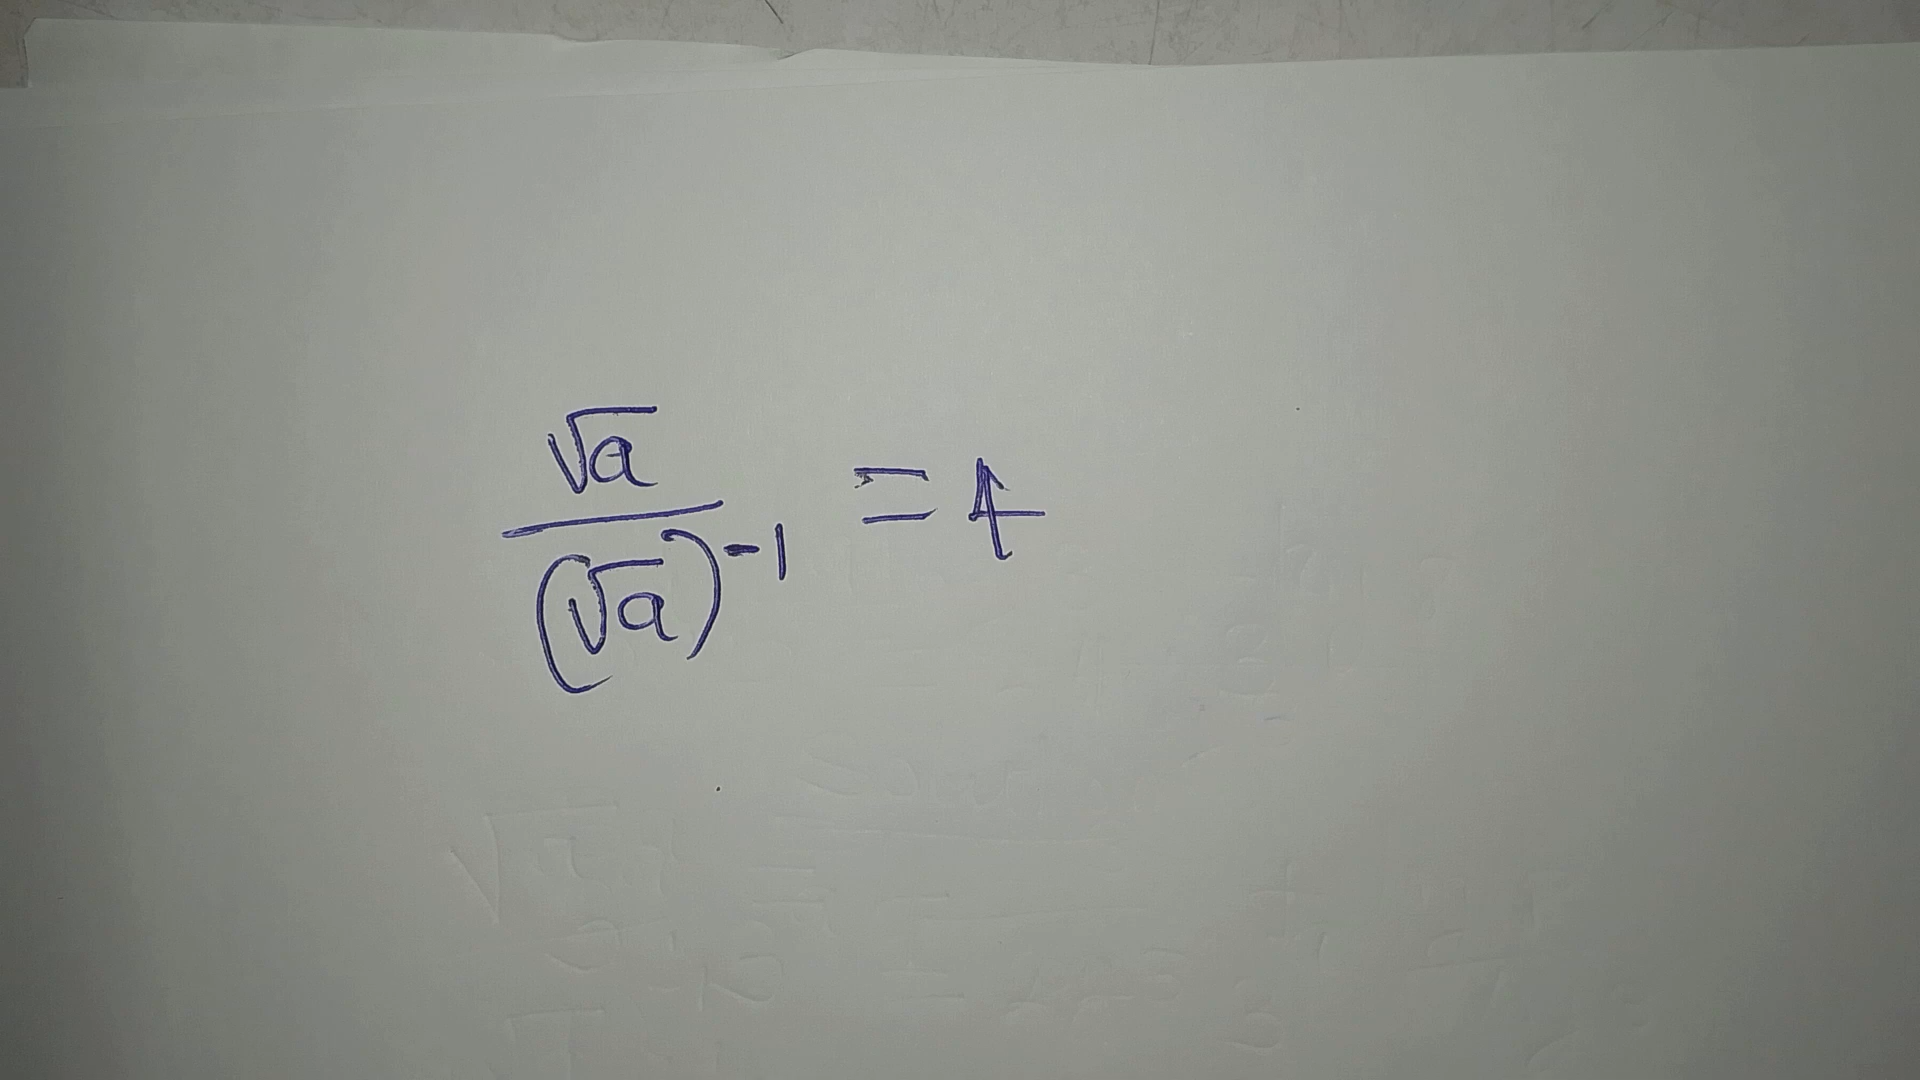 √a / (√a)^-1 = 4